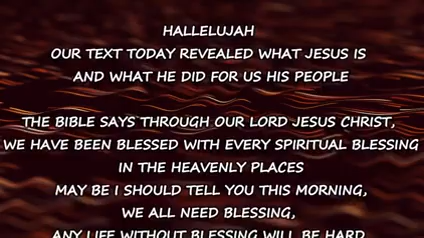 HALLELUJAH
OUR TEXT TODAY REVEALED WHAT JESUS IS
AND WHAT HE DID FOR US HIS PEOPLE
THE BIBLE SAYS THROUGH OUR LORD JESUS CHRIST,
WE HAVE BEEN BLESSED WITH EVERY SPIRITUAL BLESSING
IN THE HEAVENLY PLACES
MAY BE I SHOULD TELL YOU THIS MORNING,
WE ALL NEED BLESSING,
ANY LIFE WITHOUT BLESSING WILL BE HARD